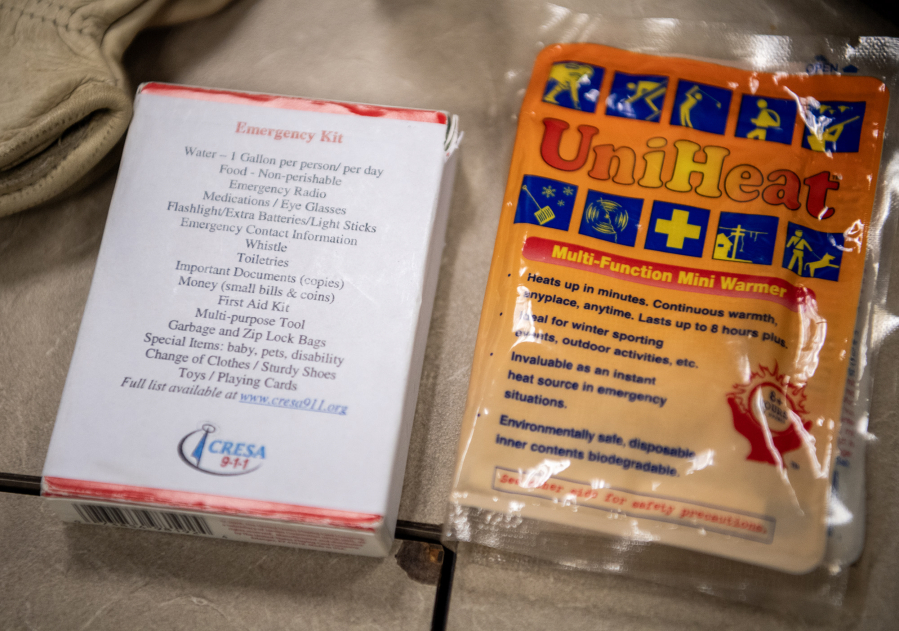 Emergency Kit
Water – 1 Gallon per person/ per day
Food - Non-perishable
Emergency Radio
Medications / Eye Glasses
Flashlight/Extra Batteries/Light Sticks
Emergency Contact Information
Whistle
Toiletries
Important Documents (copies)
Money (small bills & coins)
First Aid Kit
Multi-purpose Tool
Garbage and Zip Lock Bags
Special Items: baby, pets, disability
Change of Clothes / Sturdy Shoes
Toys / Playing Cards
Full list available at www.cresa911.org
CRESA
9-1-1
OPEN
UniHeat
Multi-Function Mini Warmer
Heats up in minutes. Continuous warmth,
anyplace, anytime. Lasts up to 8 hours plus.
Ideal for winter sporting
events, outdoor activities, etc.
Invaluable as an instant
heat source in emergency
situations.
Environmentally safe, disposable
inner contents biodegradable.
8+
HOURS
See other side for safety precautions.